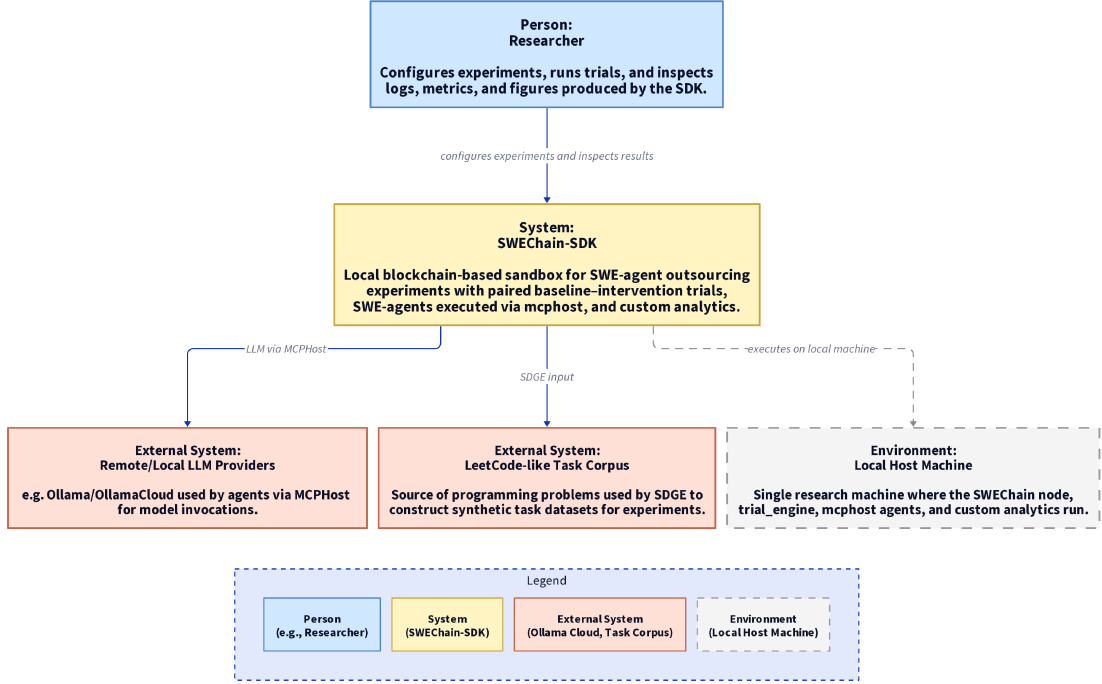 Person:
Researcher
Configures experiments, runs trials, and inspects
logs, metrics, and figures produced by the SDK.
configures experiments and inspects results
System:
SWEChain-SDK
Local blockchain-based sandbox for SWE-agent outsourcing
experiments with paired baseline–intervention trials,
SWE-agents executed via mcphost, and custom analytics.
LLM via MCPHost
SDGE input
executes on local machine
External System:
Remote/Local LLM Providers
e.g. Ollama/OllamaCloud used by agents via MCPHost
for model invocations.
External System:
LeetCode-like Task Corpus
Source of programming problems used by SDGE to
construct synthetic task datasets for experiments.
Environment:
Local Host Machine
Single research machine where the SWEChain node,
trial_engine, mcphost agents, and custom analytics run.
Legend
Person
(e.g., Researcher)
System
(SWEChain-SDK)
External System
(Ollama Cloud, Task Corpus)
Environment
(Local Host Machine)